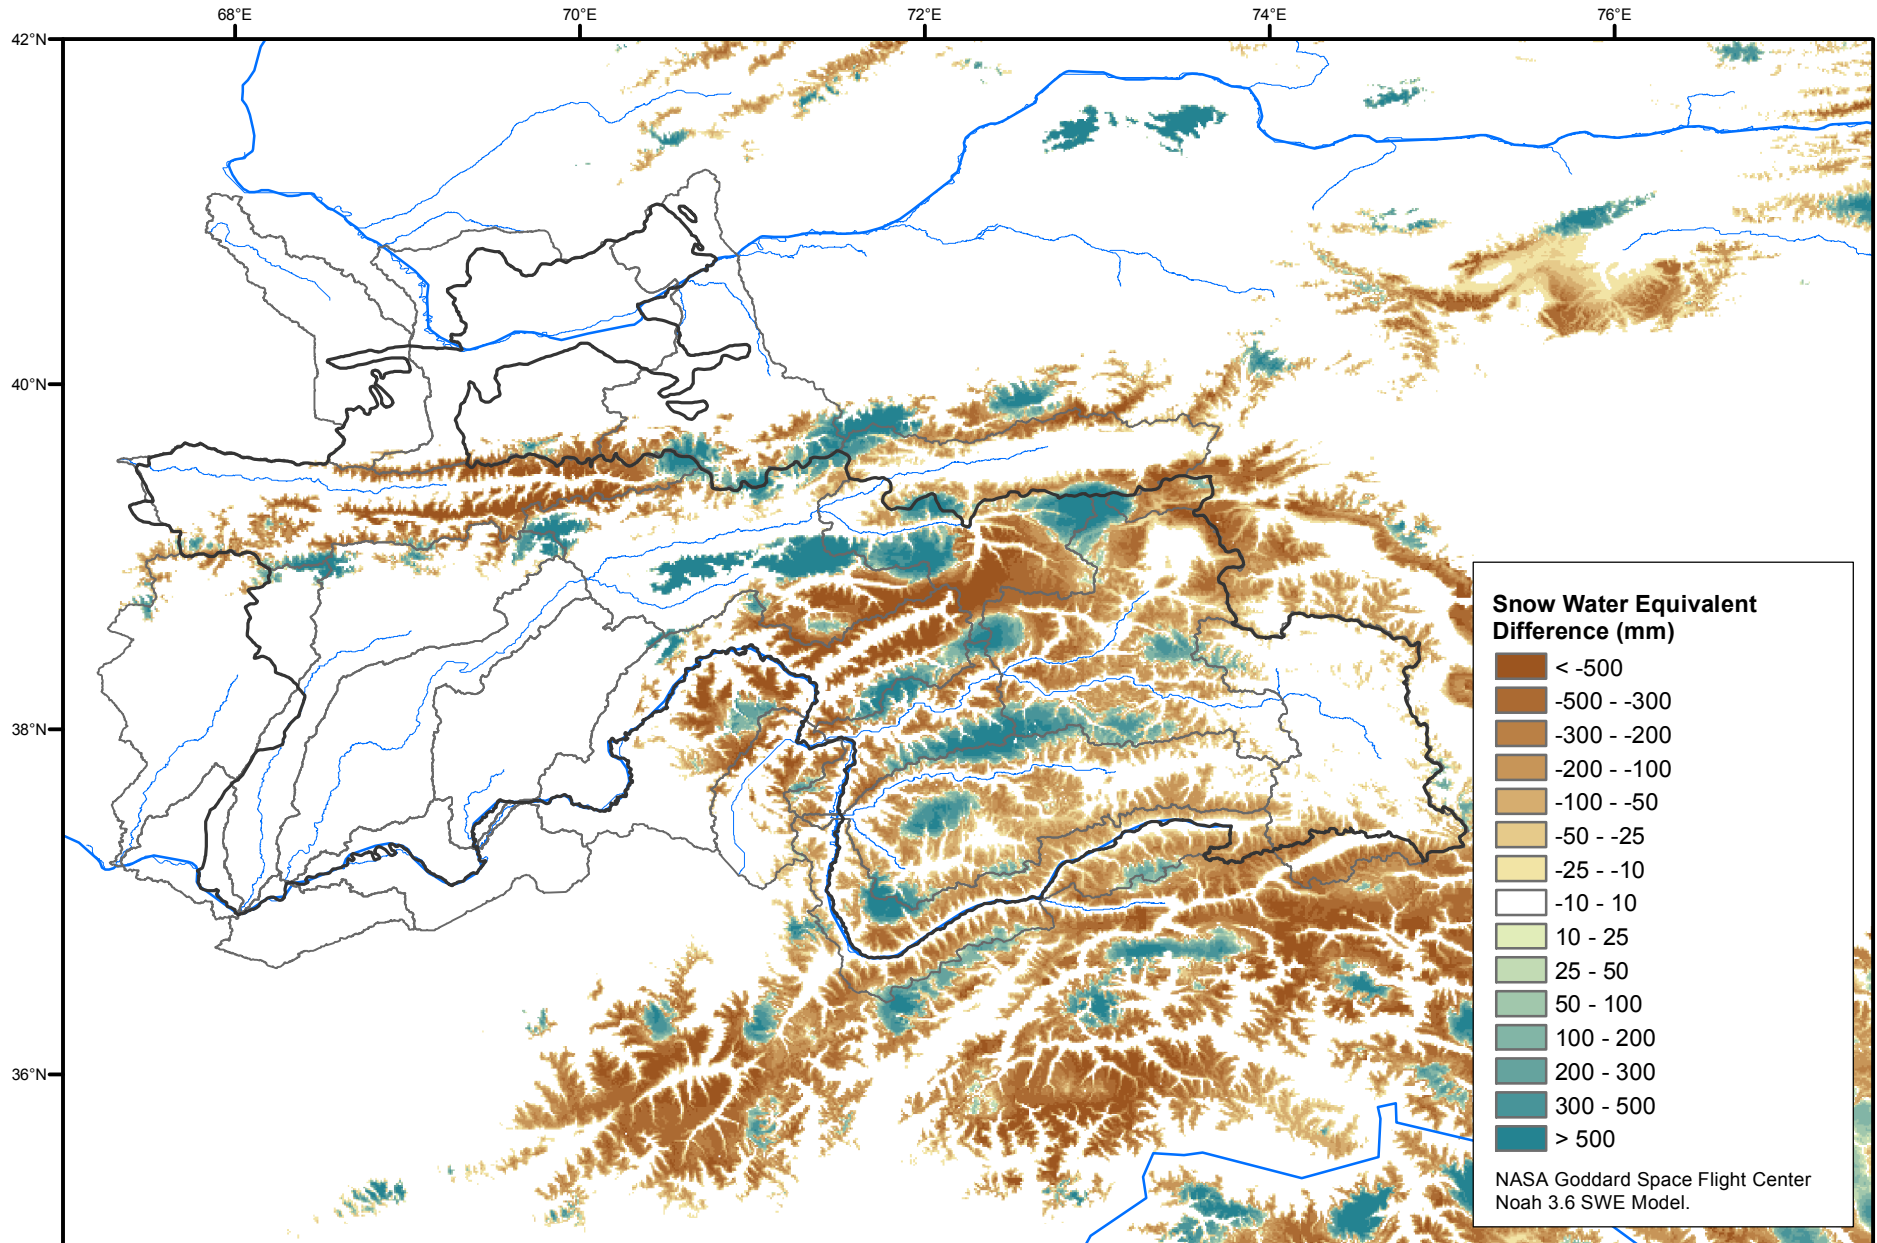 68°E
70°E
72°E
74°E
76°E
42°N
40°N
38°N
36°N
Snow Water Equivalent
Difference (mm)
< -500
-500 - -300
-300 - -200
-200 - -100
-100 - -50
-50 - -25
-25 - -10
-10 - 10
10 - 25
25 - 50
50 - 100
100 - 200
200 - 300
300 - 500
> 500
NASA Goddard Space Flight Center
Noah 3.6 SWE Model.